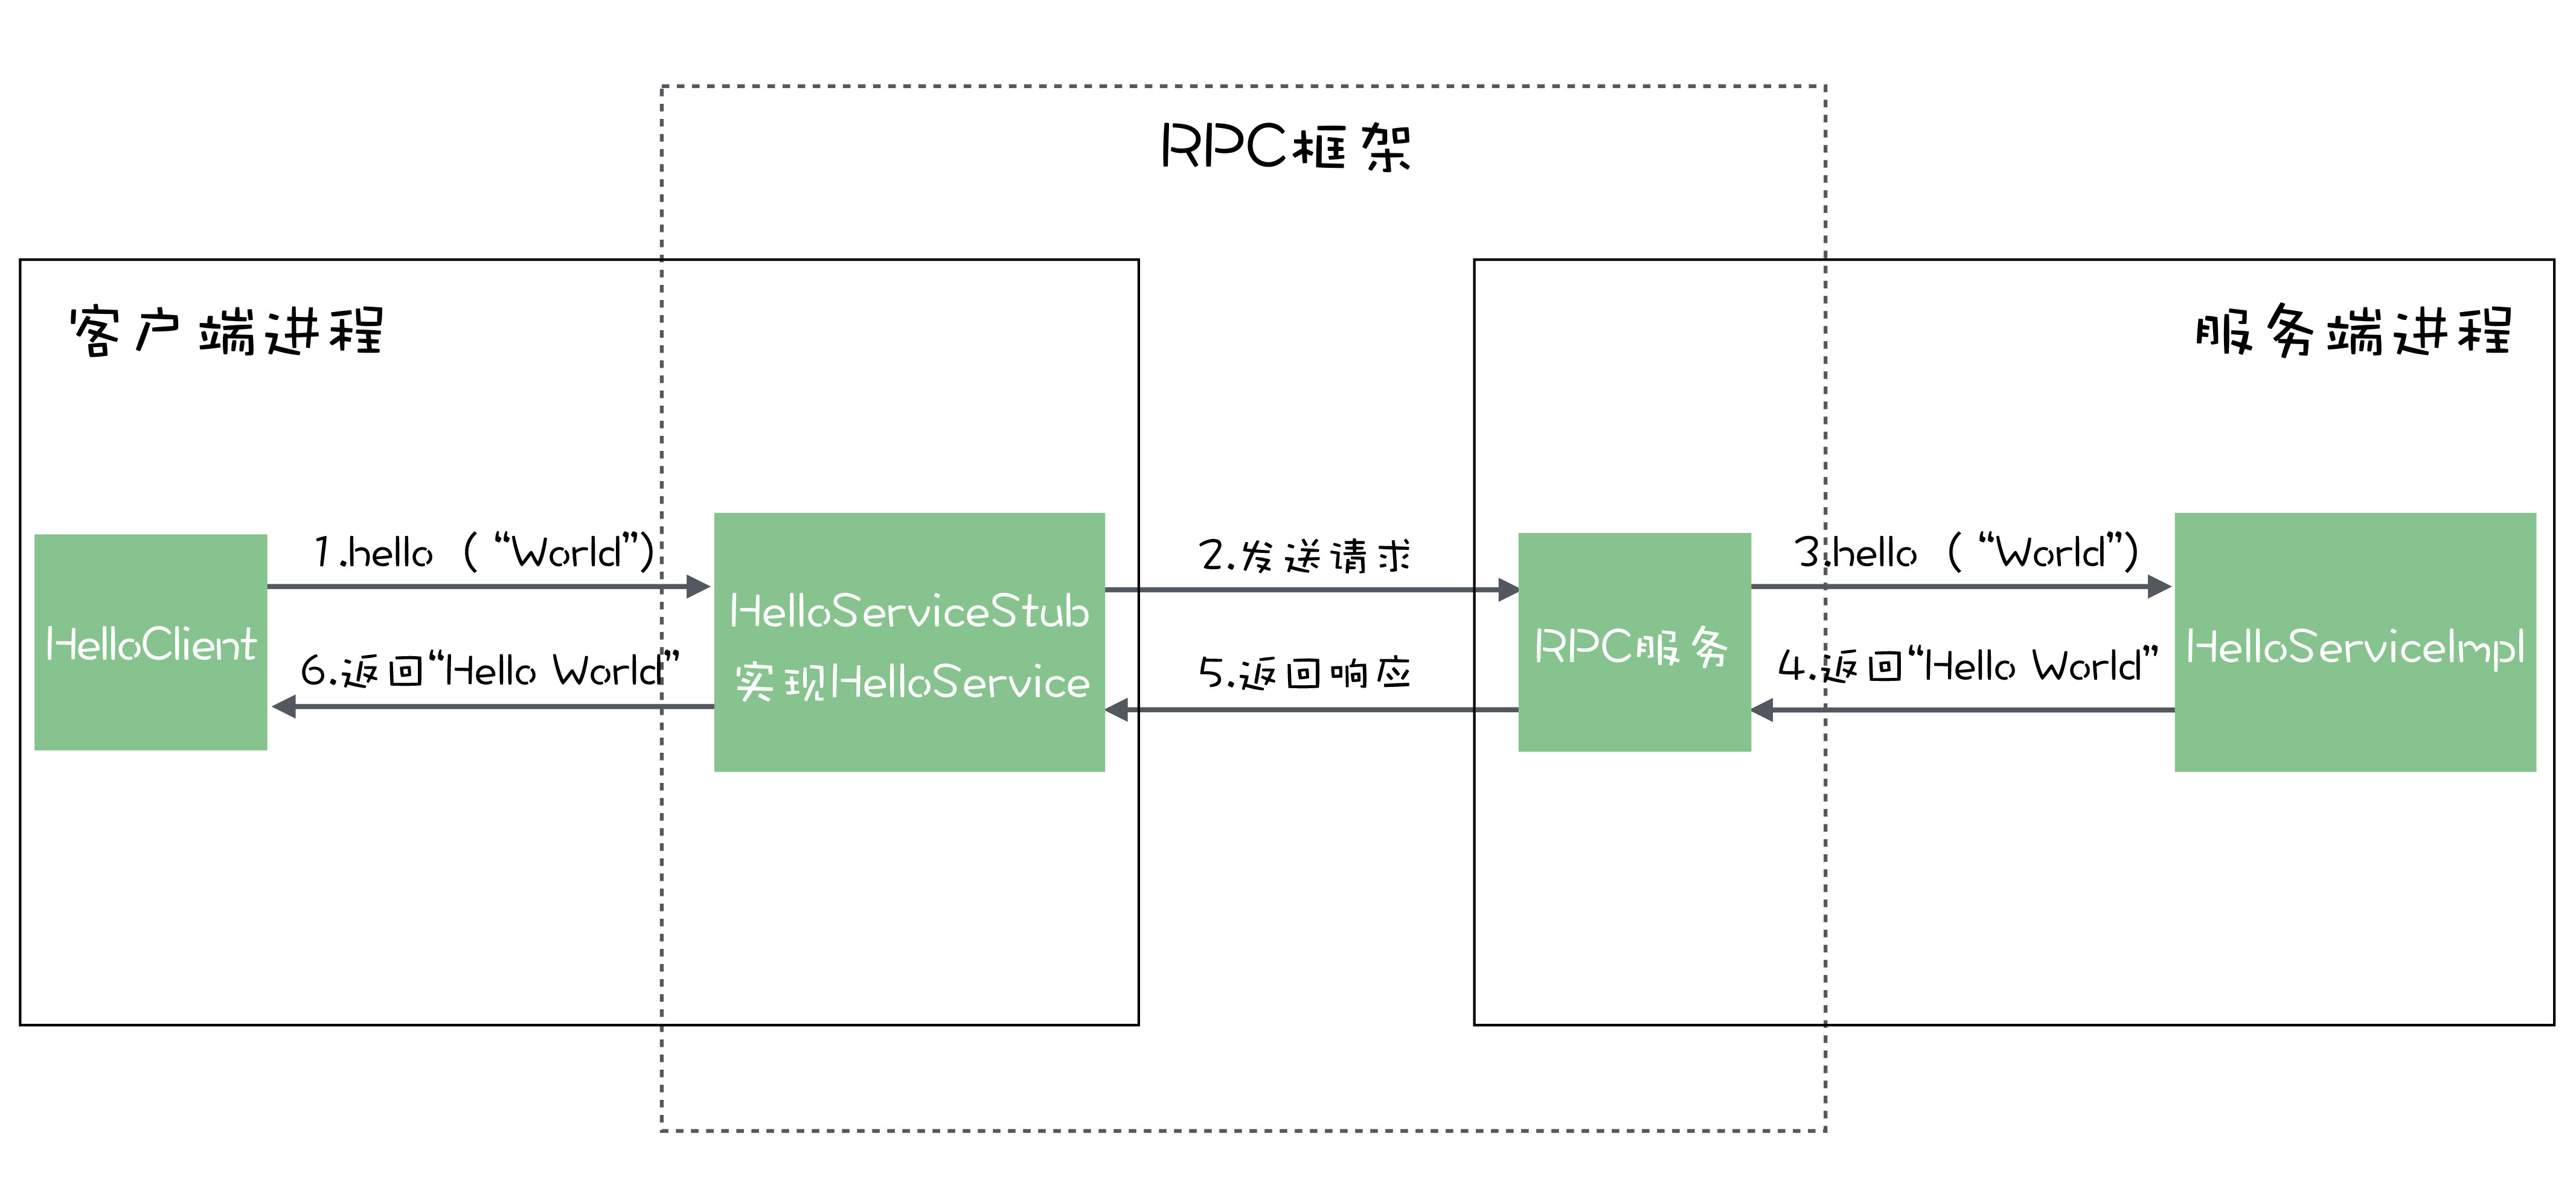 RPC框架
客户端进程
服务端进程
1.hello （“World”)
2.发送请求
3.hello （“World”)
HelloClient
HelloServiceStub
实现HelloService
RPC服务
HelloServiceImpl
6.返回“Hello World”
5.返回响应
4.返回“Hello World”